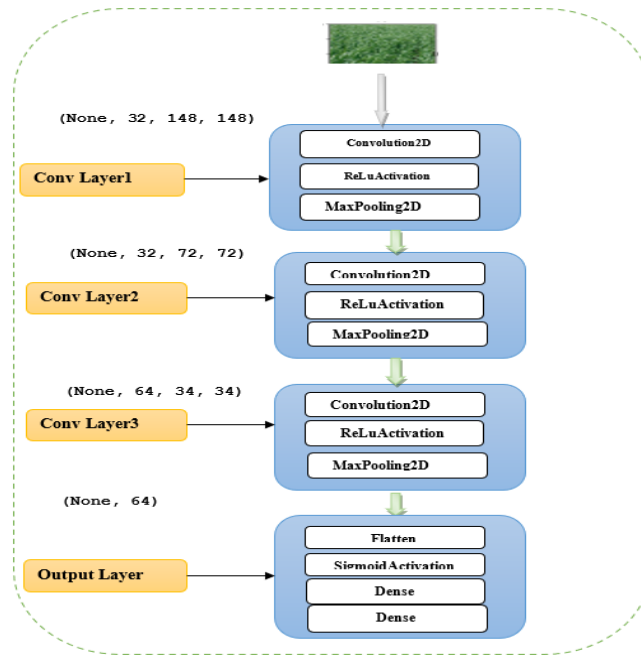 (None, 32, 148, 148)
Convolution2D
Conv Layer1
ReLuActivation
MaxPooling2D
(None, 32, 72, 72)
Convolution2D
Conv Layer2
ReLuActivation
MaxPooling2D
(None, 64, 34, 34)
Convolution2D
Conv Layer3
ReLuActivation
MaxPooling2D
(None, 64)
Flatten
SigmoidActivation
Output Layer
Dense
Dense